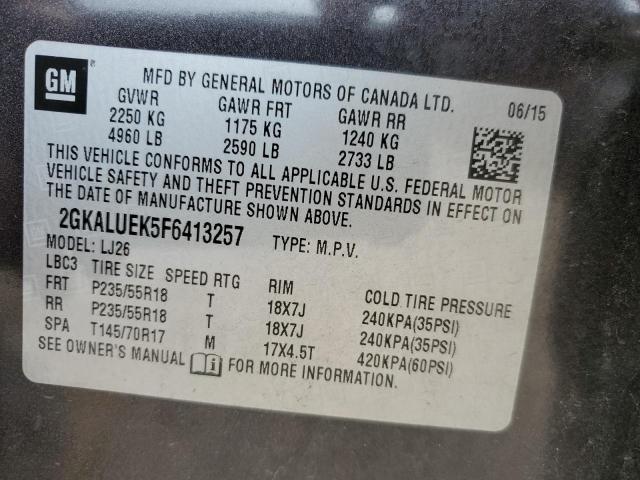 GM ®
MFD BY GENERAL MOTORS OF CANADA LTD. 06/15
GVWR GAWR FRT GAWR RR
2250 KG 1175 KG 1240 KG
4960 LB 2590 LB 2733 LB
THIS VEHICLE CONFORMS TO ALL APPLICABLE U.S. FEDERAL MOTOR
VEHICLE SAFETY AND THEFT PREVENTION STANDARDS IN EFFECT ON
THE DATE OF MANUFACTURE SHOWN ABOVE.
2GKALUEK5F6413257 TYPE: M.P.V.
MODEL: LJ26
LBC3 TIRE SIZE SPEED RTG RIM COLD TIRE PRESSURE
FRT P235/55R18 T 18X7J 240KPA(35PSI)
RR P235/55R18 T 18X7J 240KPA(35PSI)
SPA T145/70R17 M 17X4.5T 420KPA(60PSI)
SEE OWNER'S MANUAL i FOR MORE INFORMATION.